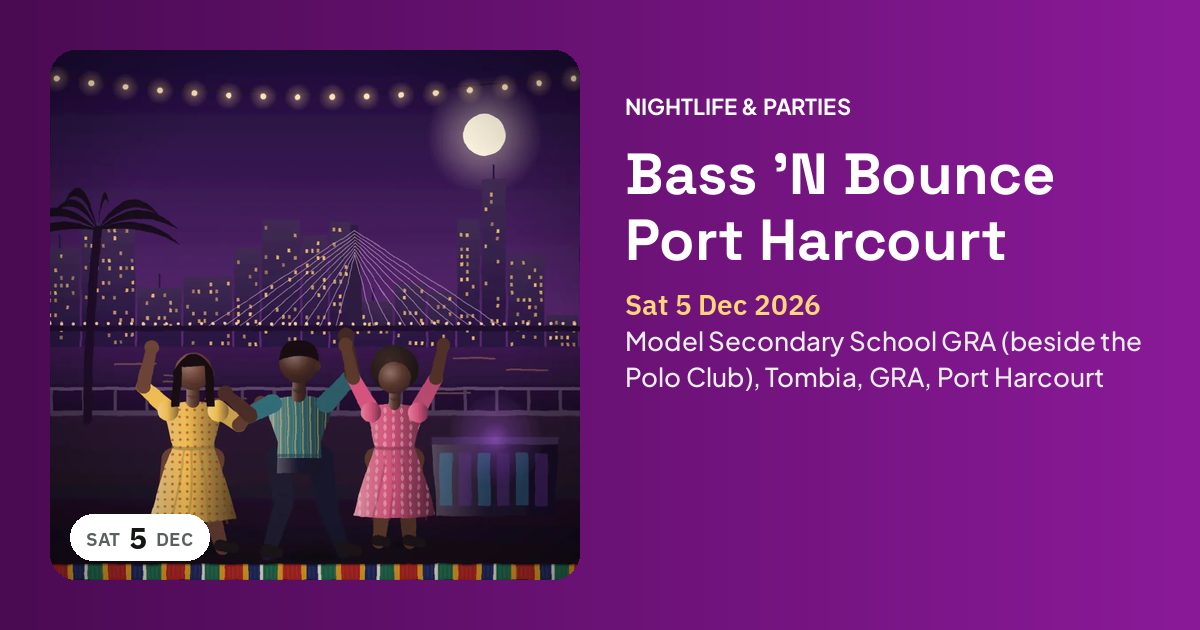 NIGHTLIFE & PARTIES
Bass ’N Bounce
Port Harcourt
Sat 5 Dec 2026
Model Secondary School GRA (beside the
Polo Club), Tombia, GRA, Port Harcourt
SAT 5 DEC